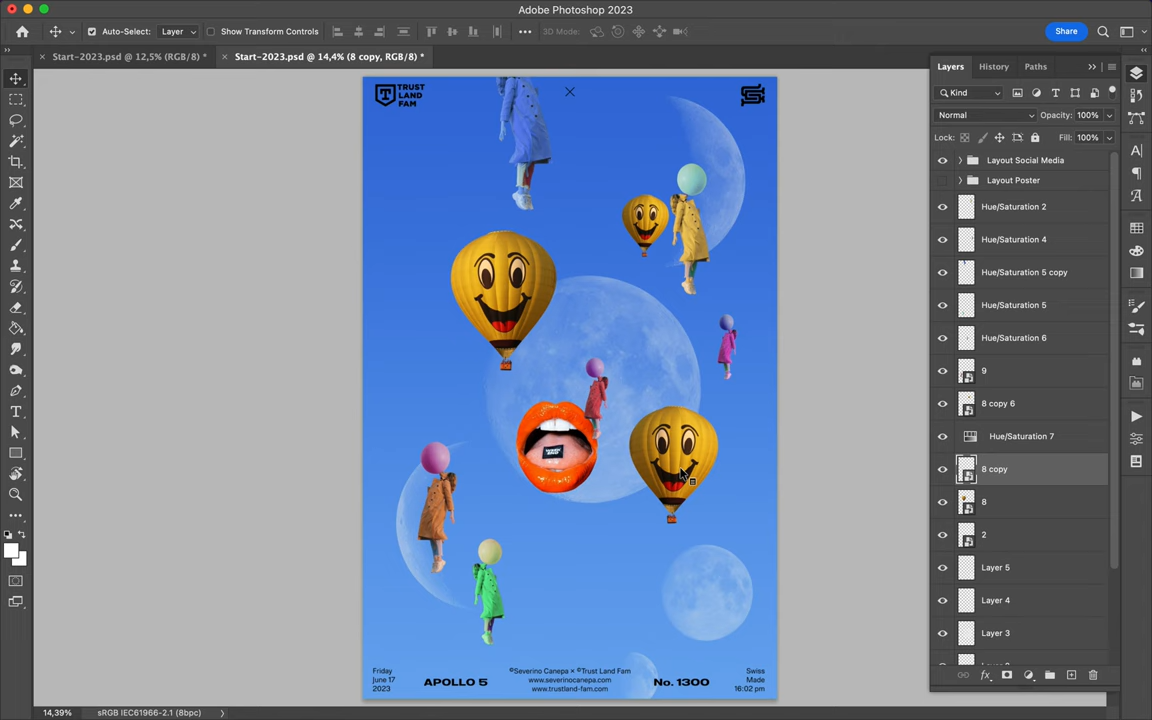 Adobe Photoshop 2023
Auto-Select:
Layer
Show Transform Controls
3D Mode:
Share
Start-2023.psd @ 12,5% (RGB/8) *
Start-2023.psd @ 14,4% (8 copy, RGB/8) *
Layers
History
Paths
Kind
Normal
Opacity:
100%
Lock:
Fill:
100%
Layout Social Media
Layout Poster
Hue/Saturation 2
Hue/Saturation 4
Hue/Saturation 5 copy
Hue/Saturation 5
Hue/Saturation 6
9
8 copy 6
Hue/Saturation 7
8 copy
8
2
Layer 5
Layer 4
Layer 3
TRUST
LAND
FAM
WEEK
END
Friday
June 17
2023
APOLLO 5
©Severino Canepa × ©Trust Land Fam
www.severinocanepa.com
www.trustland-fam.com
No. 1300
Swiss
Made
16:02 pm
14,39%
sRGB IEC61966-2.1 (8bpc)